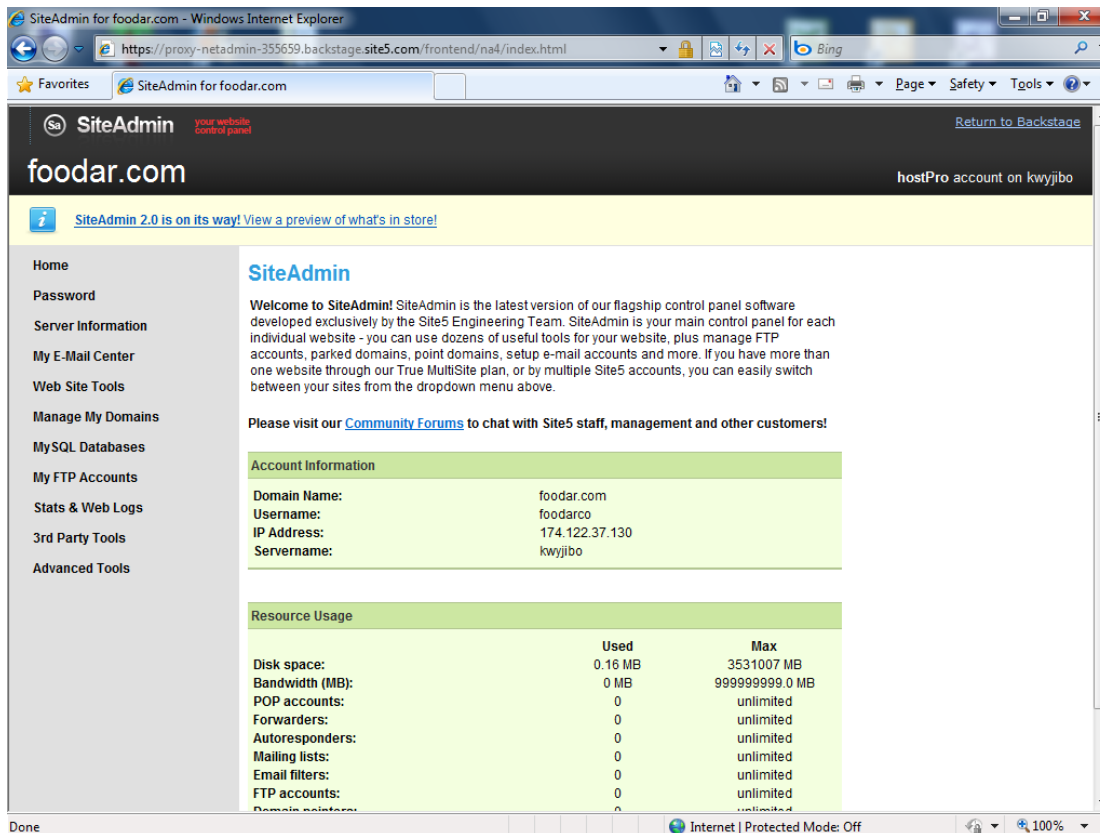 SiteAdmin for foodar.com - Windows Internet Explorer
https://proxy-netadmin-355659.backstage.site5.com/frontend/na4/index.html
Bing
Favorites
SiteAdmin for foodar.com
Page
Safety
Tools
Sa SiteAdmin
your website
control panel
Return to Backstage
foodar.com
hostPro account on kwyjibo
i SiteAdmin 2.0 is on its way! View a preview of what's in store!
Home
Password
Server Information
My E-Mail Center
Web Site Tools
Manage My Domains
MySQL Databases
My FTP Accounts
Stats & Web Logs
3rd Party Tools
Advanced Tools
SiteAdmin
Welcome to SiteAdmin! SiteAdmin is the latest version of our flagship control panel software
developed exclusively by the Site5 Engineering Team. SiteAdmin is your main control panel for each
individual website - you can use dozens of useful tools for your website, plus manage FTP
accounts, parked domains, point domains, setup e-mail accounts and more. If you have more than
one website through our True MultiSite plan, or by multiple Site5 accounts, you can easily switch
between your sites from the dropdown menu above.
Please visit our Community Forums to chat with Site5 staff, management and other customers!
Account Information
Domain Name: foodar.com
Username: foodarco
IP Address: 174.122.37.130
Servername: kwyjibo
Resource Usage
Used Max
Disk space: 0.16 MB 3531007 MB
Bandwidth (MB): 0 MB 999999999.0 MB
POP accounts: 0 unlimited
Forwarders: 0 unlimited
Autoresponders: 0 unlimited
Mailing lists: 0 unlimited
Email filters: 0 unlimited
FTP accounts: 0 unlimited
Domain pointers: 0 unlimited
Done
Internet | Protected Mode: Off
100%